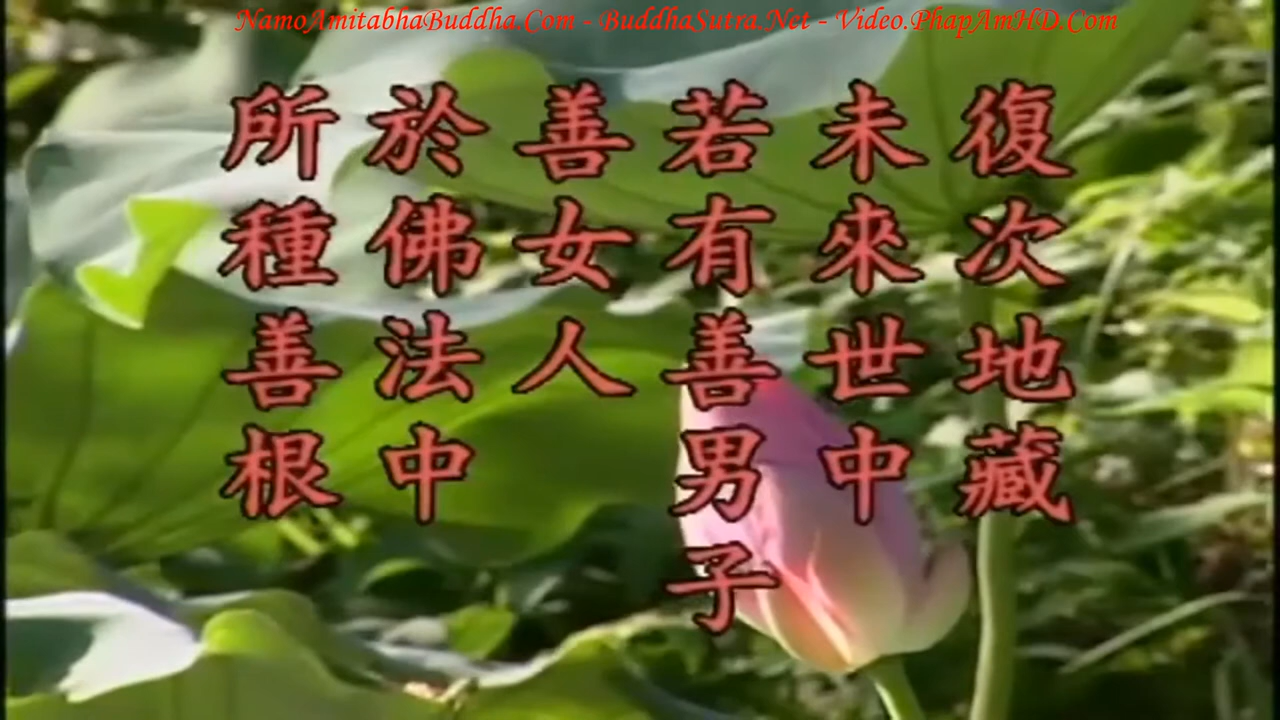 NamoAmitabhaBuddha.Com - BuddhaSutra.Net - Video.PhapAmHD.Com
復次地藏
未來世中
若有善男子
善女人
於佛法中
所種善根